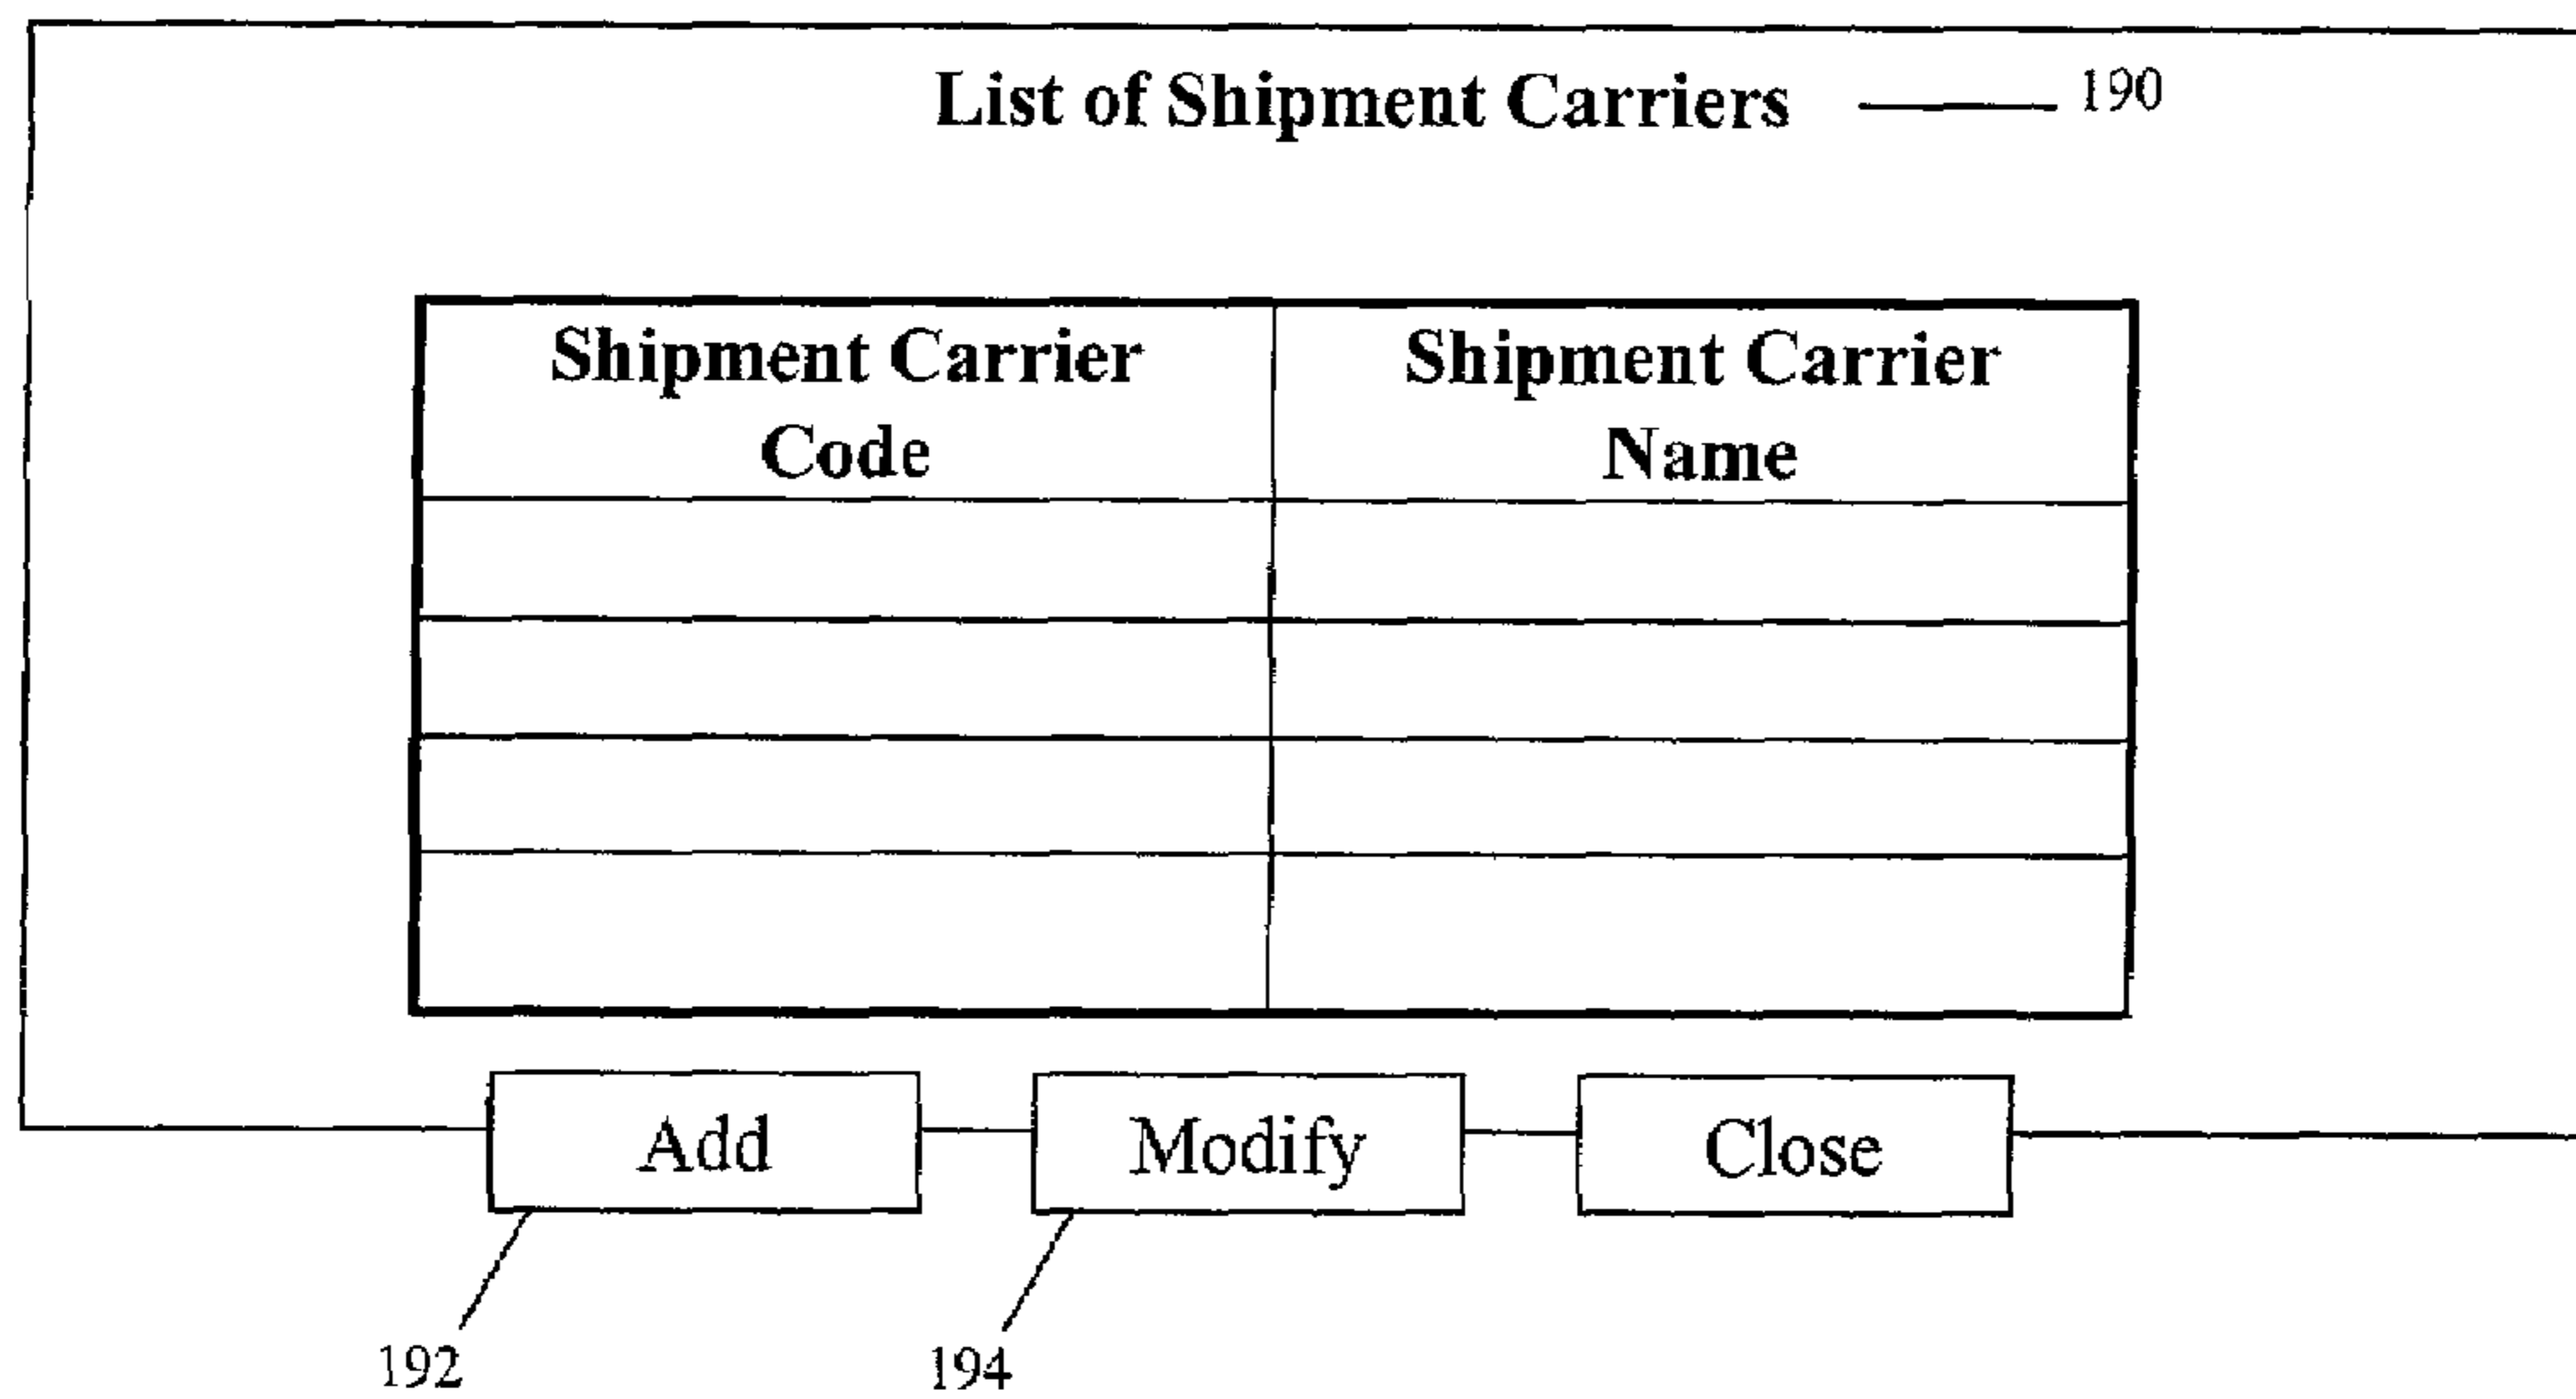 List of Shipment Carriers 190
Shipment Carrier Code
Shipment Carrier Name
Add
Modify
Close
192
194